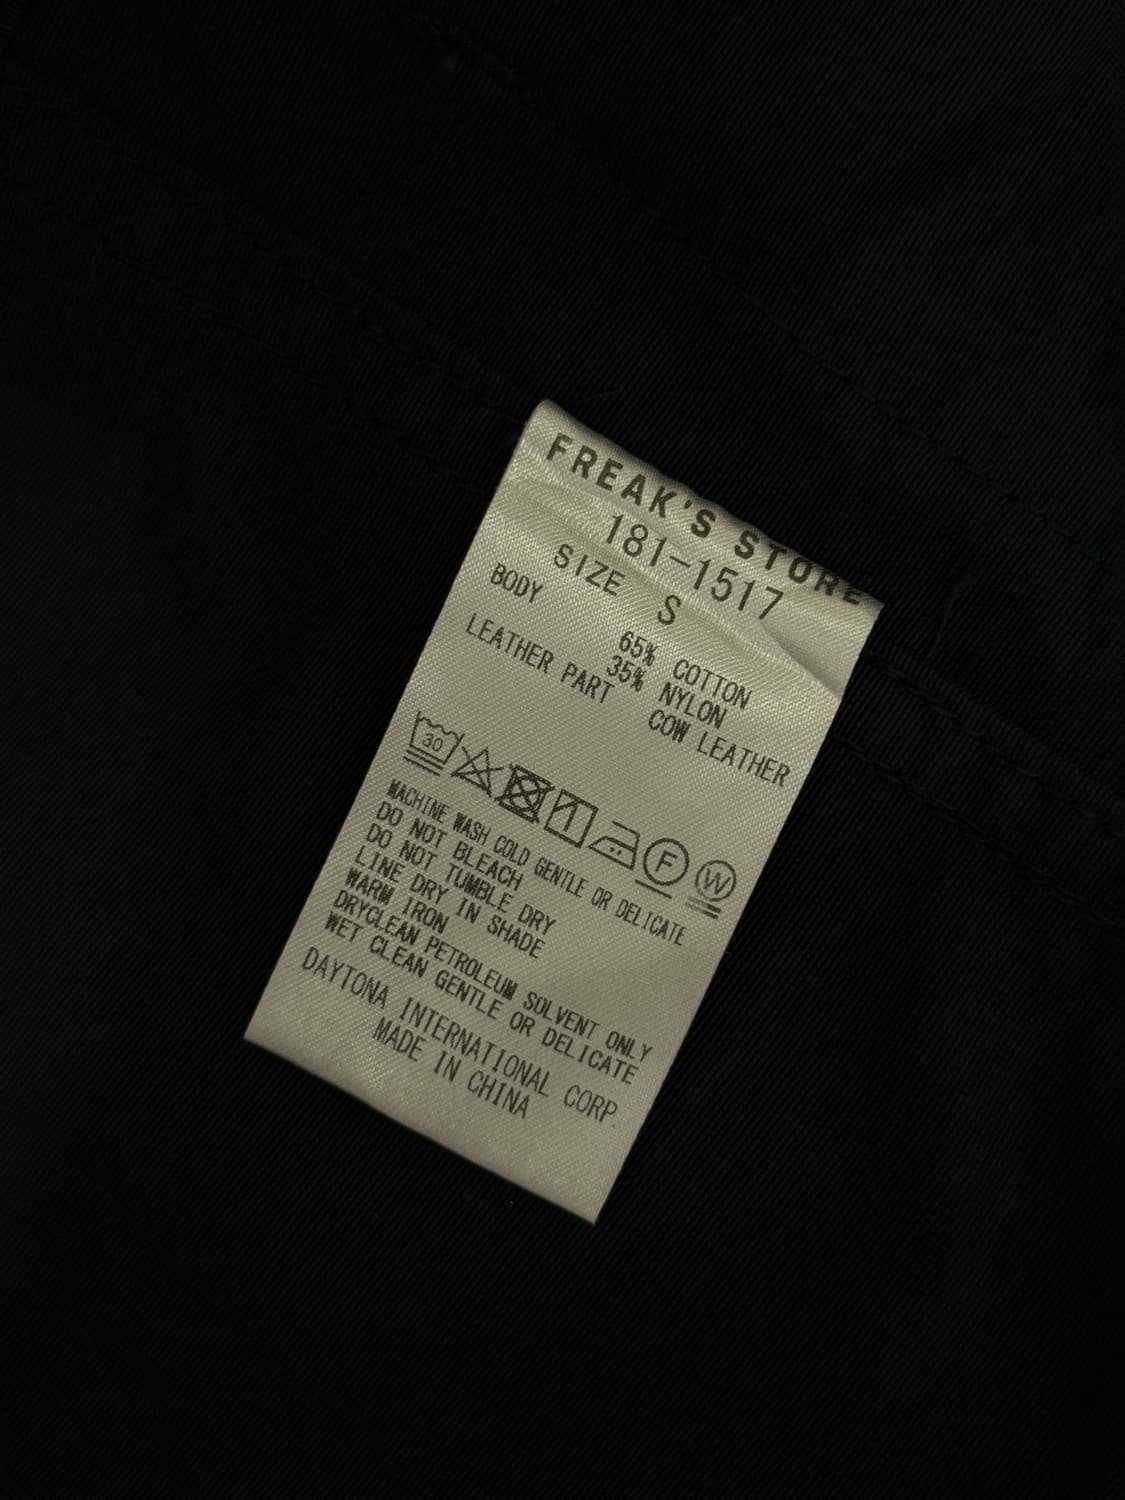 FREAK'S STORE
181-1517
SIZE S
BODY
65% COTTON
35% NYLON
LEATHER PART
COW LEATHER
30 F W
MACHINE WASH COLD GENTLE OR DELICATE
DO NOT BLEACH
DO NOT TUMBLE DRY
LINE DRY IN SHADE
WARM IRON
DRYCLEAN PETROLEUM SOLVENT ONLY
WET CLEAN GENTLE OR DELICATE
DAYTONA INTERNATIONAL CORP.
MADE IN CHINA